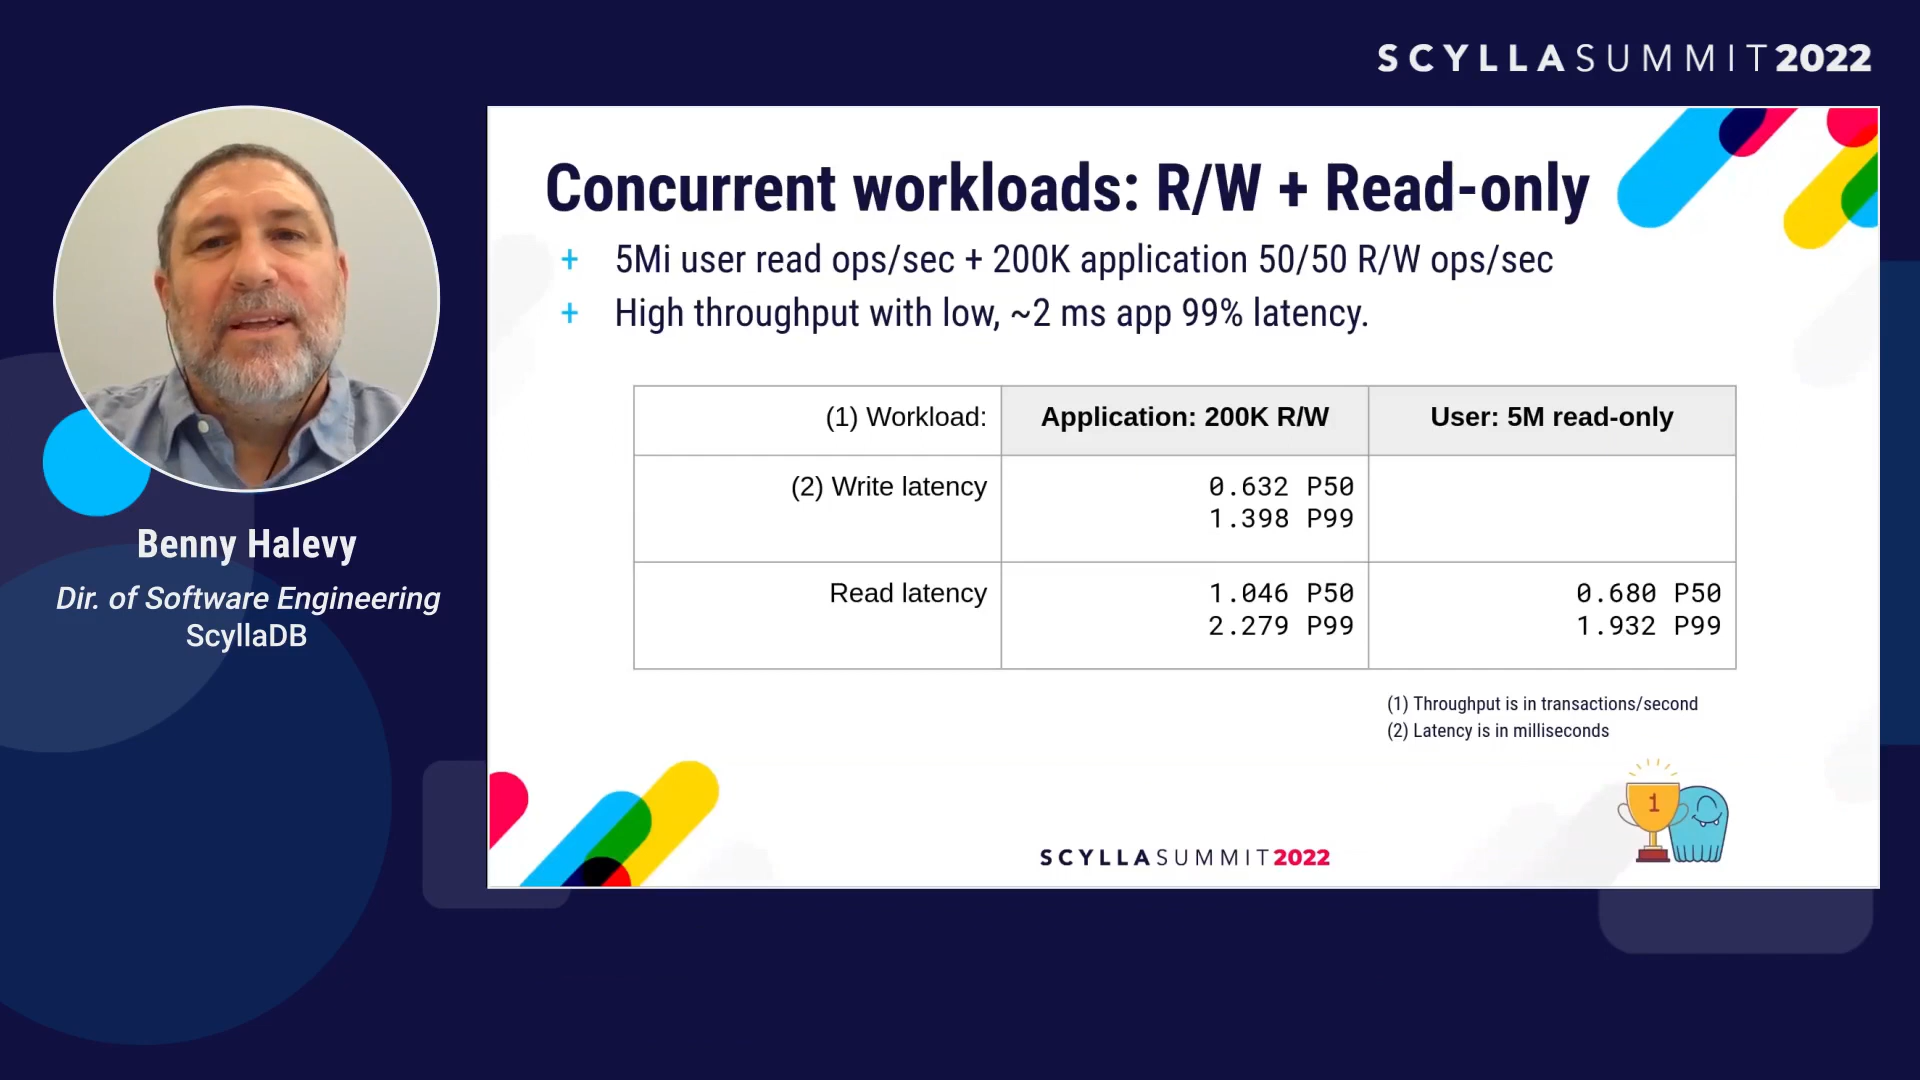 SCYLLASUMMIT2022
Concurrent workloads: R/W + Read-only
+ 5Mi user read ops/sec + 200K application 50/50 R/W ops/sec
+ High throughput with low, ~2 ms app 99% latency.
(1) Workload: Application: 200K R/W User: 5M read-only
(2) Write latency 0.632 P50
1.398 P99
Read latency 1.046 P50 0.680 P50
2.279 P99 1.932 P99
(1) Throughput is in transactions/second
(2) Latency is in milliseconds
1
SCYLLASUMMIT2022
Benny Halevy
Dir. of Software Engineering
ScyllaDB